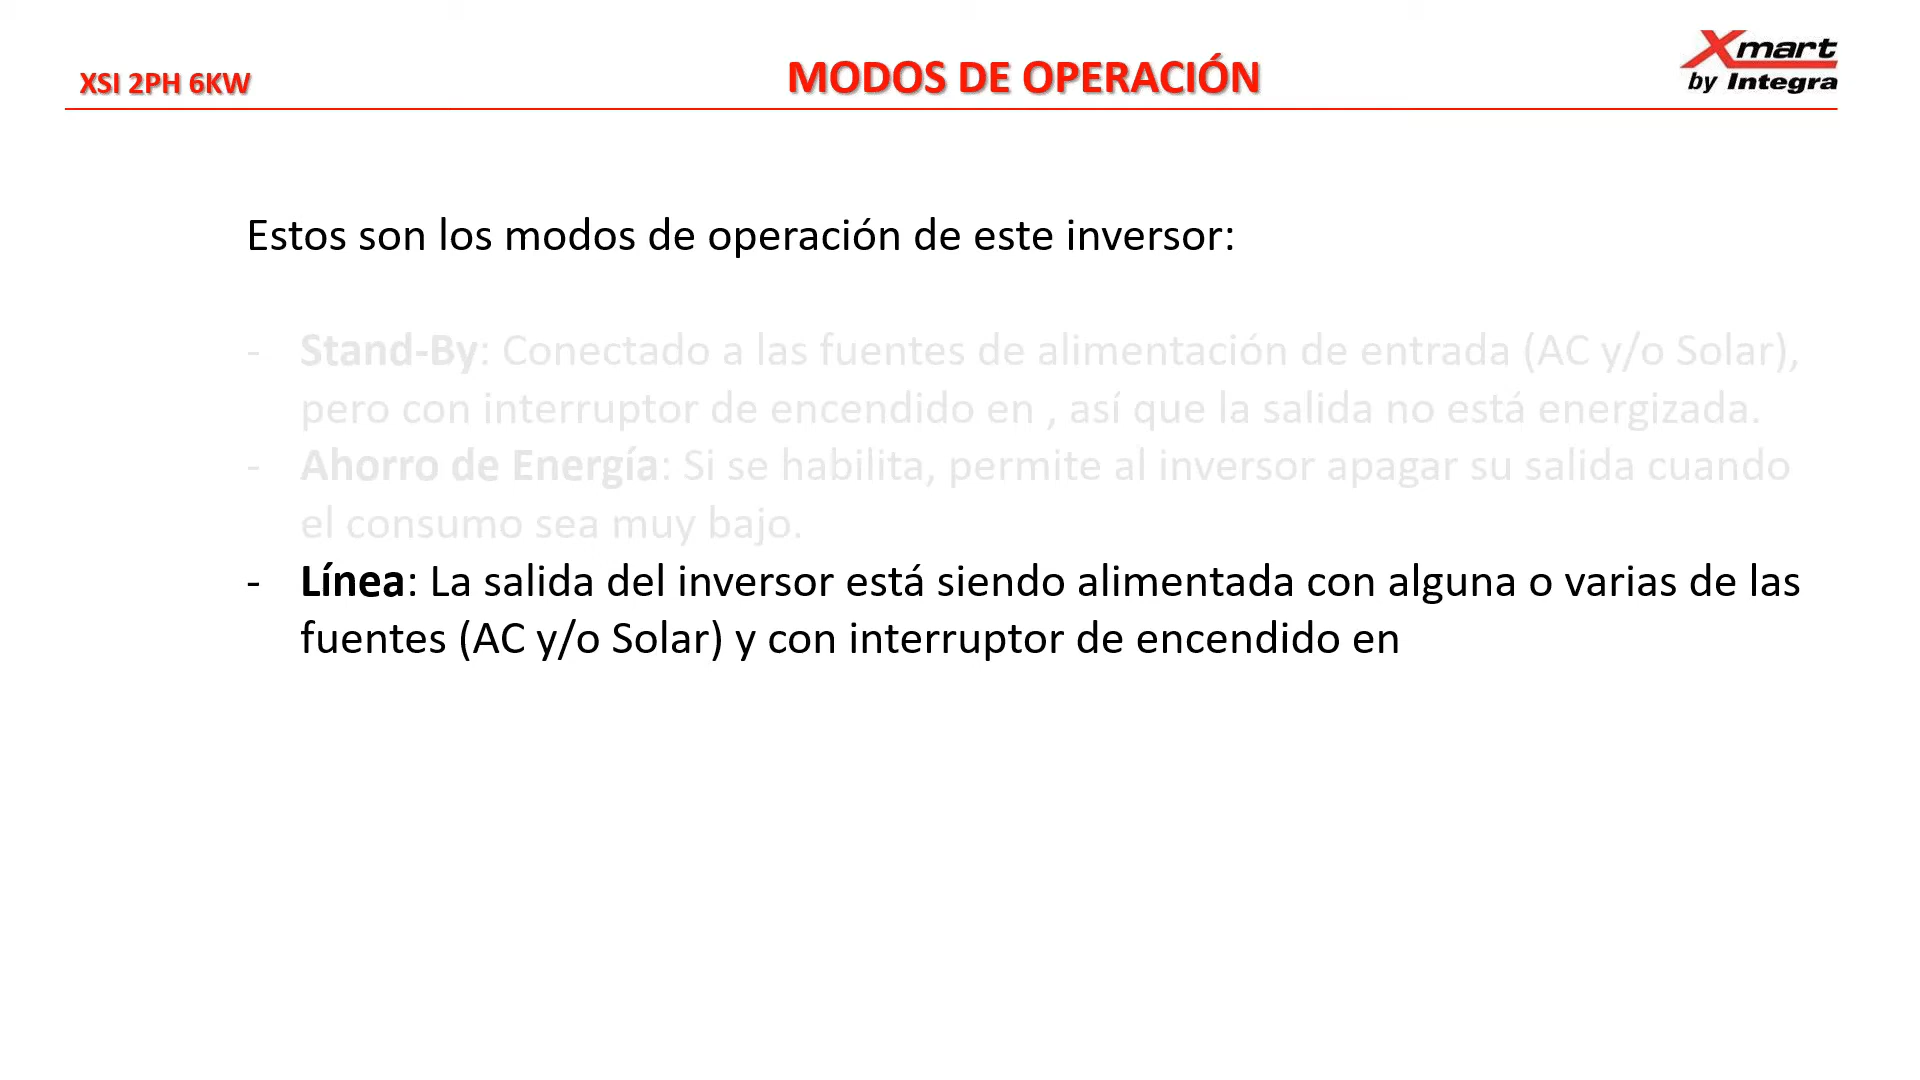 XSI 2PH 6KW
MODOS DE OPERACIÓN
Xmart
by Integra
Estos son los modos de operación de este inversor:
- Stand-By: Conectado a las fuentes de alimentación de entrada (AC y/o Solar),
pero con interruptor de encendido en , así que la salida no está energizada.
- Ahorro de Energía: Si se habilita, permite al inversor apagar su salida cuando
el consumo sea muy bajo.
- Línea: La salida del inversor está siendo alimentada con alguna o varias de las
fuentes (AC y/o Solar) y con interruptor de encendido en